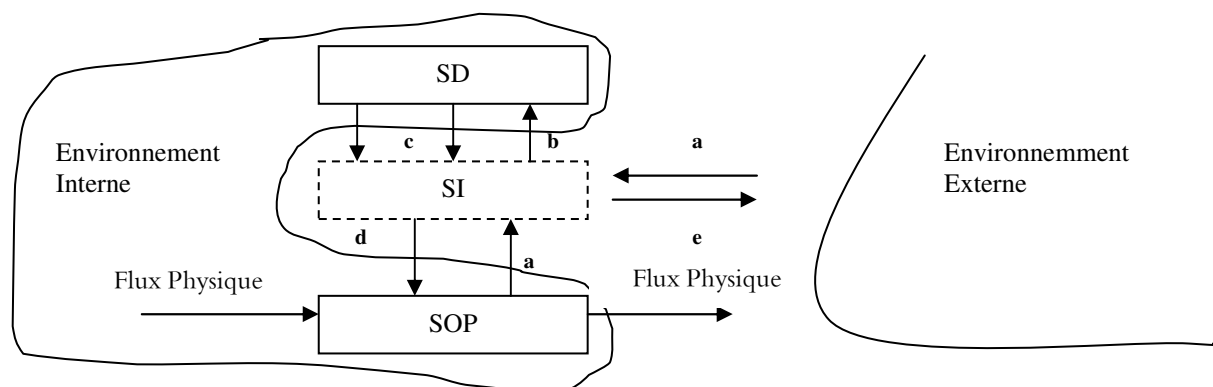 SD
c
b
a
Environnement
Interne
Environnemment
Externe
SI
d
e
a
Flux Physique
Flux Physique
SOP